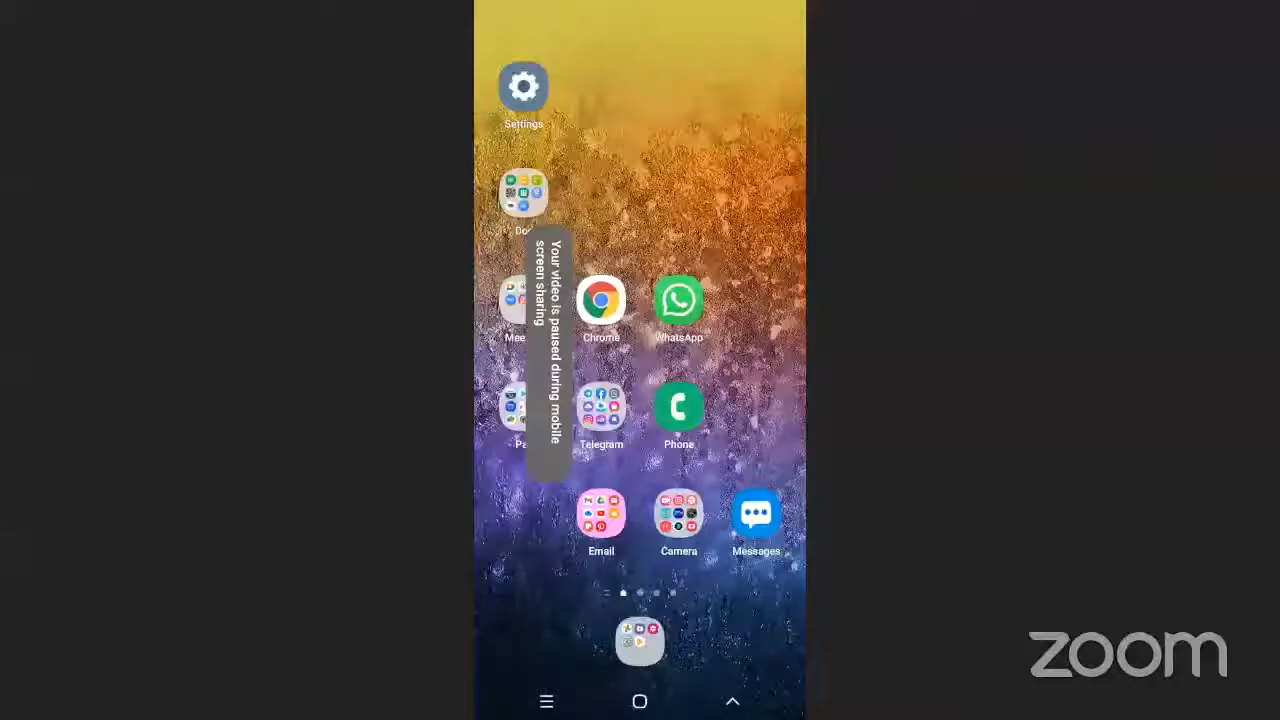 Settings
Your video is paused during mobile
screen sharing
Chrome
WhatsApp
Telegram
Phone
Email
Camera
Messages
zoom